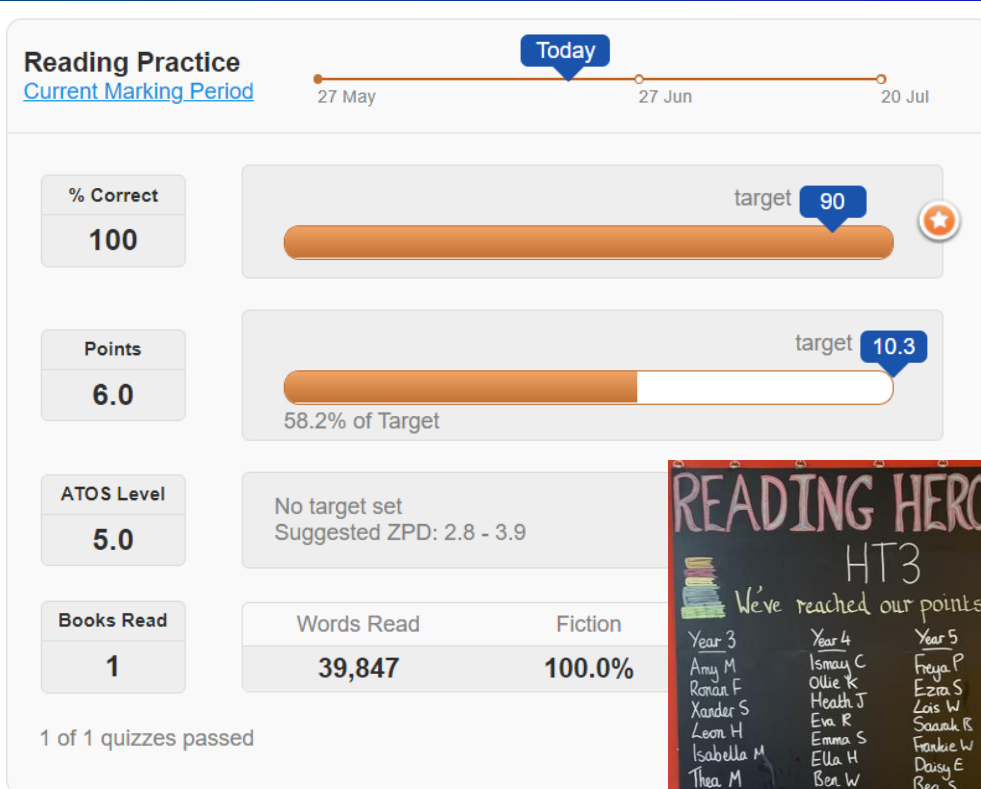 Reading Practice
Current Marking Period
Today
27 May
27 Jun
20 Jul
% Correct
100
target 90
Points
6.0
target 10.3
58.2% of Target
ATOS Level
5.0
No target set
Suggested ZPD: 2.8 - 3.9
Books Read
1
Words Read
Fiction
39,847
100.0%
1 of 1 quizzes passed
READING HERO
HT3
We've reached our points
Year 3
Amy M
Ronan F
Xander S
Leon H
Isabella M
Thea M
Year 4
Ismay C
Ollie K
Heath J
Eva R
Emma S
Ella H
Ben W
Year 5
Freya P
Ezra S
Lois W
Saarah B
Frankie W
Daisy E
Bea S